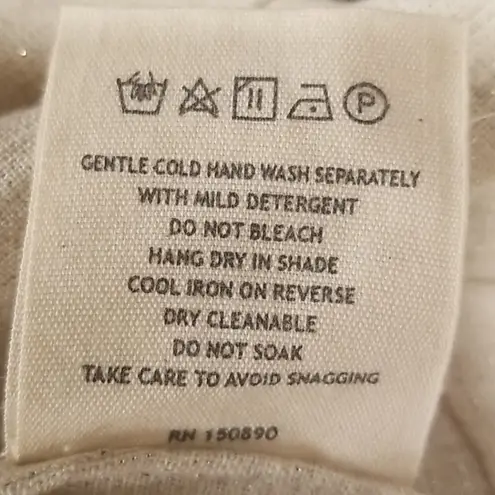 P
GENTLE COLD HAND WASH SEPARATELY
WITH MILD DETERGENT
DO NOT BLEACH
HANG DRY IN SHADE
COOL IRON ON REVERSE
DRY CLEANABLE
DO NOT SOAK
TAKE CARE TO AVOID SNAGGING
RN 150890